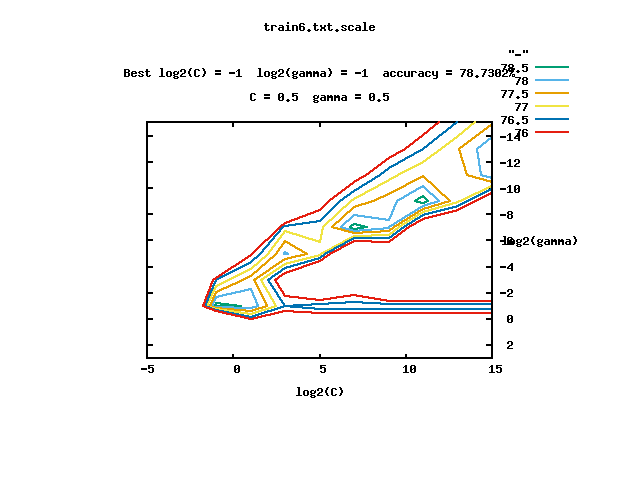 train6.txt.scale
"-"
Best log2(C) = -1  log2(gamma) = -1  accuracy = 78.7302%
C = 0.5  gamma = 0.5
78.5
78
77.5
77
76.5
76
-14
-12
-10
-8
-6
log2(gamma)
-4
-2
0
2
-5 0 5 10 15
log2(C)